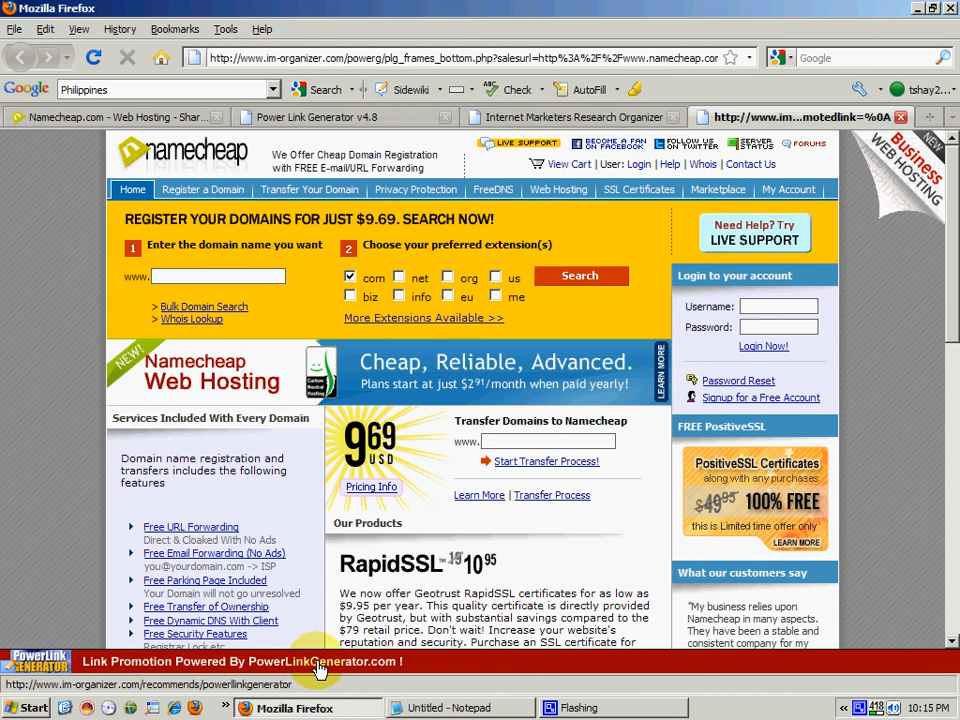 Mozilla Firefox
File Edit View History Bookmarks Tools Help
http://www.im-organizer.com/powerg/plg_frames_bottom.php?salesurl=http%3A%2F%2Fwww.namecheap.com
Google
Google Philippines Search Sidewiki Check AutoFill tshay2...
Namecheap.com - Web Hosting - Shar...
Power Link Generator v4.8
Internet Marketers Research Organizer
http://www.im...motedlink=%0A
namecheap
We Offer Cheap Domain Registration
with FREE E-mail/URL Forwarding
LIVE SUPPORT
BECOME A FAN ON FACEBOOK
FOLLOW US ON TWITTER
SERVER STATUS
FORUMS
View Cart | User: Login | Help | Whois | Contact Us
NEW
Business
WEB HOSTING
Home Register a Domain Transfer Your Domain Privacy Protection FreeDNS Web Hosting SSL Certificates Marketplace My Account
REGISTER YOUR DOMAINS FOR JUST $9.69. SEARCH NOW!
1 Enter the domain name you want
2 Choose your preferred extension(s)
www.
com net org us
biz info eu me
Search
> Bulk Domain Search
> Whois Lookup
More Extensions Available >>
Need Help? Try
LIVE SUPPORT
Login to your account
Username:
Password:
Login Now!
Password Reset
Signup for a Free Account
NEW!
Namecheap
Web Hosting
Carbon Neutral Hosting
Cheap, Reliable, Advanced.
Plans start at just $2.91/month when paid yearly!
LEARN MORE
Services Included With Every Domain
Domain name registration and
transfers includes the following
features
Free URL Forwarding
Direct & Cloaked With No Ads
Free Email Forwarding (No Ads)
you@yourdomain.com -> ISP
Free Parking Page Included
Your Domain will not go unresolved
Free Transfer of Ownership
Free Dynamic DNS With Client
Free Security Features
Registrar Lock etc
9 69
USD
Pricing Info
Transfer Domains to Namecheap
www.
Start Transfer Process!
Learn More | Transfer Process
Our Products
RapidSSL™ 10 95
We now offer Geotrust RapidSSL certificates for as low as
$9.95 per year. This quality certificate is directly provided
by Geotrust, but with substantial savings compared to the
$79 retail price. Don't wait! Increase your website's
reputation and security. Purchase an SSL certificate for
FREE PositiveSSL
PositiveSSL Certificates
along with any purchases
$49.95 100% FREE
this is Limited time offer only
LEARN MORE
What our customers say
"My business relies upon
Namecheap in many aspects.
They have been a stable and
consistent company for my
PowerLink
GENERATOR
Link Promotion Powered By PowerLinkGenerator.com !
http://www.im-organizer.com/recommends/powerllinkgenerator
Start
Mozilla Firefox
Untitled - Notepad
Flashing
418
10:15 PM